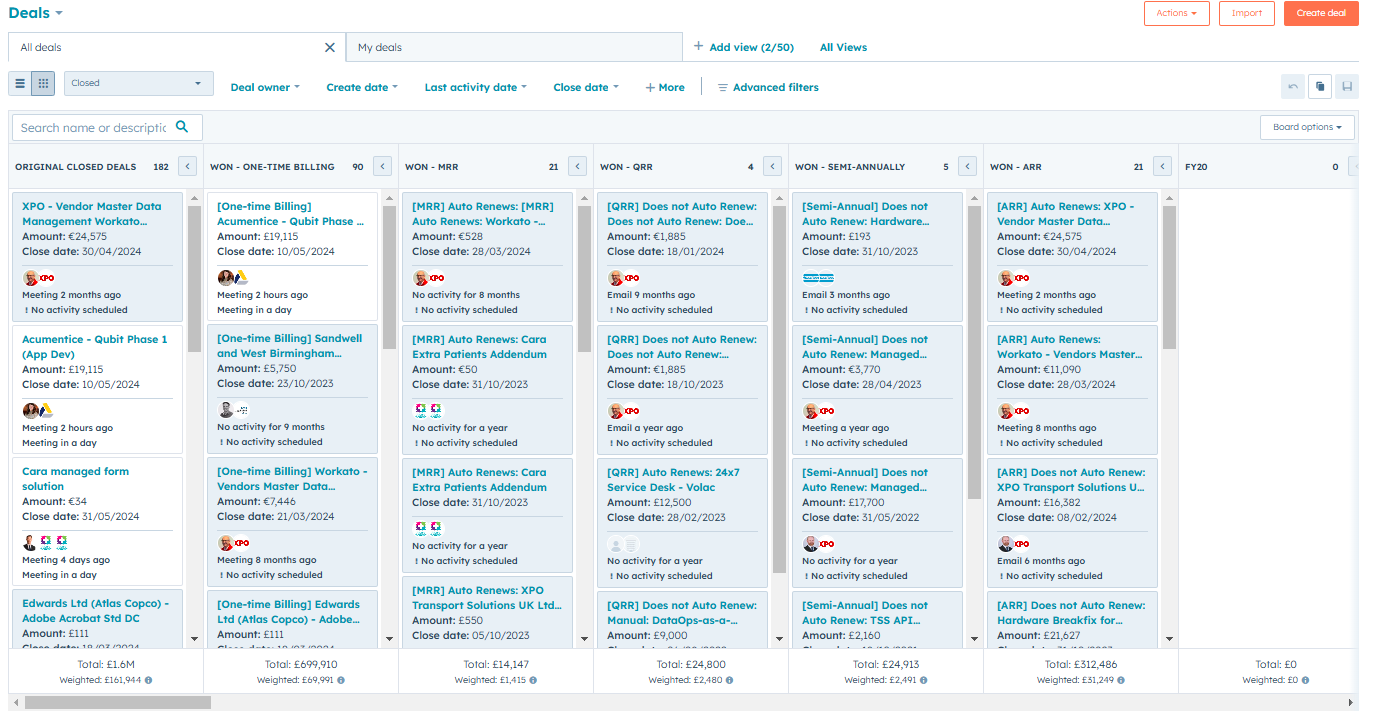 Deals
Actions
Import
Create deal
All deals
My deals
+ Add view (2/50)
All Views
Closed
Deal owner
Create date
Last activity date
Close date
+ More
Advanced filters
Search name or descriptic
Board options
ORIGINAL CLOSED DEALS 182
XPO - Vendor Master Data
Management Workato...
Amount: €24,575
Close date: 30/04/2024
XPO
Meeting 2 months ago
! No activity scheduled
Acumentice - Qubit Phase 1
(App Dev)
Amount: £19,115
Close date: 10/05/2024
Meeting 2 hours ago
Meeting in a day
Cara managed form
solution
Amount: €34
Close date: 31/05/2024
Meeting 4 days ago
Meeting in a day
Edwards Ltd (Atlas Copco) -
Adobe Acrobat Std DC
Amount: £111
Close date: 18/03/2024
Total: £1.6M
Weighted: £161,944
WON - ONE-TIME BILLING 90
[One-time Billing]
Acumentice - Qubit Phase ...
Amount: £19,115
Close date: 10/05/2024
Meeting 2 hours ago
Meeting in a day
[One-time Billing] Sandwell
and West Birmingham...
Amount: £5,750
Close date: 23/10/2023
No activity for 9 months
! No activity scheduled
[One-time Billing] Workato -
Vendors Master Data...
Amount: €7,446
Close date: 21/03/2024
XPO
Meeting 8 months ago
! No activity scheduled
[One-time Billing] Edwards
Ltd (Atlas Copco) - Adobe...
Amount: £111
Close date: 18/03/2024
Total: £699,910
Weighted: £69,991
WON - MRR 21
[MRR] Auto Renews: [MRR]
Auto Renews: Workato -...
Amount: €528
Close date: 28/03/2024
XPO
No activity for 8 months
! No activity scheduled
[MRR] Auto Renews: Cara
Extra Patients Addendum
Amount: €50
Close date: 31/10/2023
No activity for a year
! No activity scheduled
[MRR] Auto Renews: Cara
Extra Patients Addendum
Close date: 31/10/2023
No activity for a year
! No activity scheduled
[MRR] Auto Renews: XPO
Transport Solutions UK Ltd...
Amount: £550
Close date: 05/10/2023
Total: £14,147
Weighted: £1,415
WON - QRR 4
[QRR] Does not Auto Renew:
Does not Auto Renew: Doe...
Amount: €1,885
Close date: 18/01/2024
XPO
Email 9 months ago
! No activity scheduled
[QRR] Does not Auto Renew:
Does not Auto Renew:...
Amount: €1,885
Close date: 18/10/2023
XPO
Email a year ago
! No activity scheduled
[QRR] Auto Renews: 24x7
Service Desk - Volac
Amount: £12,500
Close date: 28/02/2023
No activity for a year
! No activity scheduled
[QRR] Does not Auto Renew:
Manual: DataOps-as-a-...
Amount: £9,000
Total: £24,800
Weighted: £2,480
WON - SEMI-ANNUALLY 5
[Semi-Annual] Does not
Auto Renew: Hardware...
Amount: £193
Close date: 31/10/2023
Email 3 months ago
! No activity scheduled
[Semi-Annual] Does not
Auto Renew: Managed...
Amount: €3,770
Close date: 28/04/2023
XPO
Meeting a year ago
! No activity scheduled
[Semi-Annual] Does not
Auto Renew: Managed...
Amount: £17,700
Close date: 31/05/2022
XPO
No activity for a year
! No activity scheduled
[Semi-Annual] Does not
Auto Renew: TSS API...
Amount: £2,160
Total: £24,913
Weighted: £2,491
WON - ARR 21
[ARR] Auto Renews: XPO -
Vendor Master Data...
Amount: €24,575
Close date: 30/04/2024
XPO
Meeting 2 months ago
! No activity scheduled
[ARR] Auto Renews:
Workato - Vendors Master...
Amount: €11,090
Close date: 28/03/2024
XPO
Meeting 8 months ago
! No activity scheduled
[ARR] Does not Auto Renew:
XPO Transport Solutions U...
Amount: £16,382
Close date: 08/02/2024
XPO
Email 6 months ago
! No activity scheduled
[ARR] Does not Auto Renew:
Hardware Breakfix for...
Amount: £21,627
Total: £312,486
Weighted: £31,249
FY20 0
Total: £0
Weighted: £0